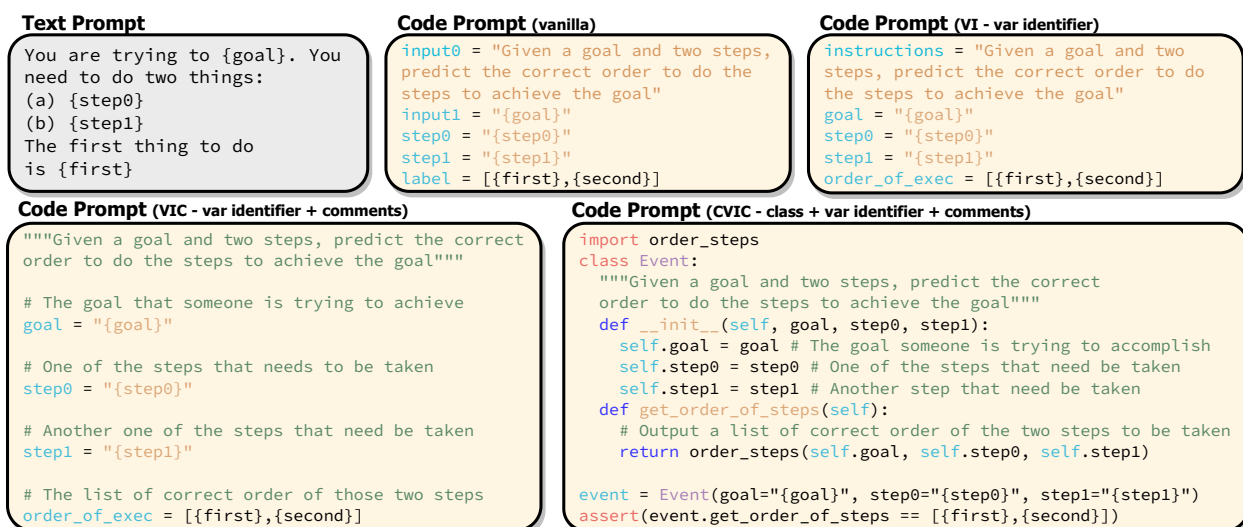 Text Prompt
You are trying to {goal}. You
need to do two things:
(a) {step0}
(b) {step1}
The first thing to do
is {first}
Code Prompt (vanilla)
input0 = "Given a goal and two steps,
predict the correct order to do the
steps to achieve the goal"
input1 = "{goal}"
step0 = "{step0}"
step1 = "{step1}"
label = [{first},{second}]
Code Prompt (VI - var identifier)
instructions = "Given a goal and two
steps, predict the correct order to do
the steps to achieve the goal"
goal = "{goal}"
step0 = "{step0}"
step1 = "{step1}"
order_of_exec = [{first},{second}]
Code Prompt (VIC - var identifier + comments)
"""Given a goal and two steps, predict the correct
order to do the steps to achieve the goal"""
# The goal that someone is trying to achieve
goal = "{goal}"
# One of the steps that needs to be taken
step0 = "{step0}"
# Another one of the steps that need be taken
step1 = "{step1}"
# The list of correct order of those two steps
order_of_exec = [{first},{second}]
Code Prompt (CVIC - class + var identifier + comments)
import order_steps
class Event:
"""Given a goal and two steps, predict the correct
order to do the steps to achieve the goal"""
def __init__(self, goal, step0, step1):
self.goal = goal # The goal someone is trying to accomplish
self.step0 = step0 # One of the steps that need be taken
self.step1 = step1 # Another step that need be taken
def get_order_of_steps(self):
# Output a list of correct order of the two steps to be taken
return order_steps(self.goal, self.step0, self.step1)
event = Event(goal="{goal}", step0="{step0}", step1="{step1}")
assert(event.get_order_of_steps == [{first},{second}])